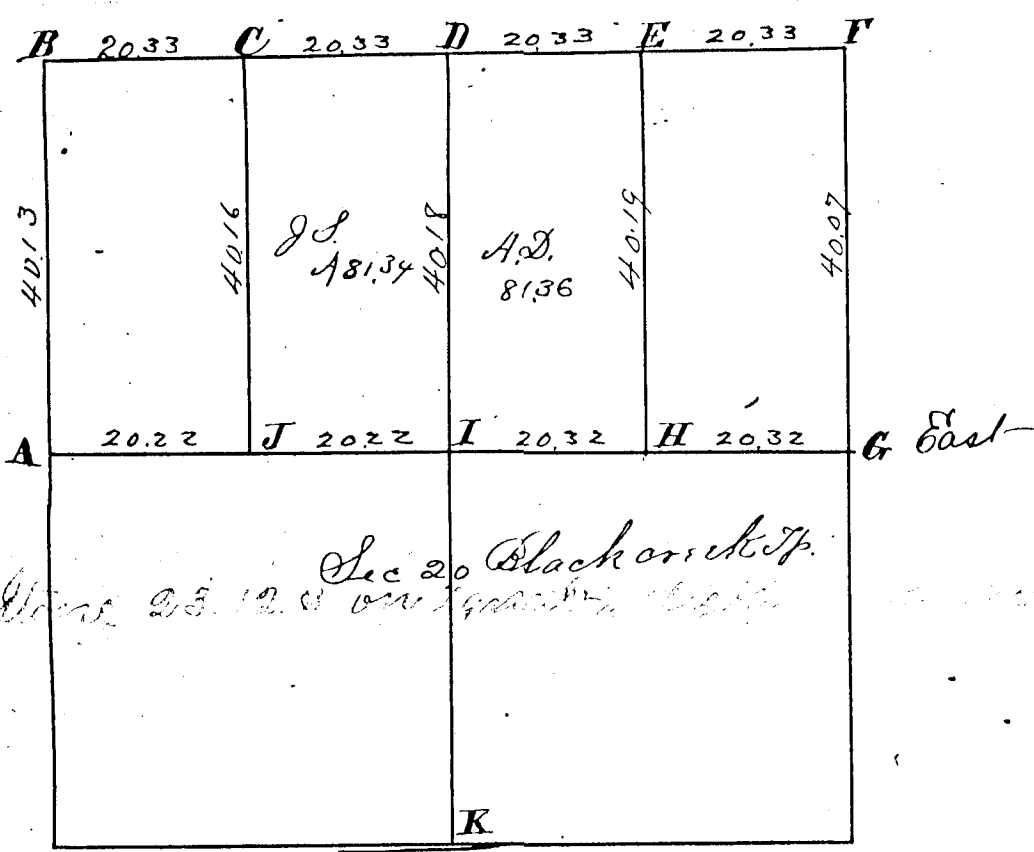 B 20.33 C 20.33 D 20.33 E 20.33 F
40.13
40.16
J S.
A 81.34
40.18
A.D.
81.36
40.19
40.07
A 20.22 J 20.22 I 20.32 H 20.32 G East
Sec 20 Blackcreek Tp.
K